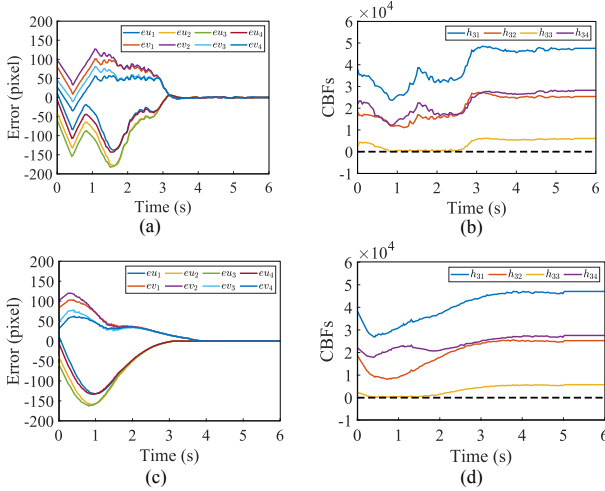 200
150
100
50
0
-50
-100
-150
-200
Error (pixel)
eu1 eu2 eu3 eu4
ev1 ev2 ev3 ev4
0 1 2 3 4 5 6
Time (s)
(a)
×10⁴
6
5
4
3
2
1
0
-1
CBFs
h31 h32 h33 h34
0 1 2 3 4 5 6
Time (s)
(b)
200
150
100
50
0
-50
-100
-150
-200
Error (pixel)
eu1 eu2 eu3 eu4
ev1 ev2 ev3 ev4
0 1 2 3 4 5 6
Time (s)
(c)
×10⁴
6
5
4
3
2
1
0
-1
CBFs
h31 h32 h33 h34
0 1 2 3 4 5 6
Time (s)
(d)